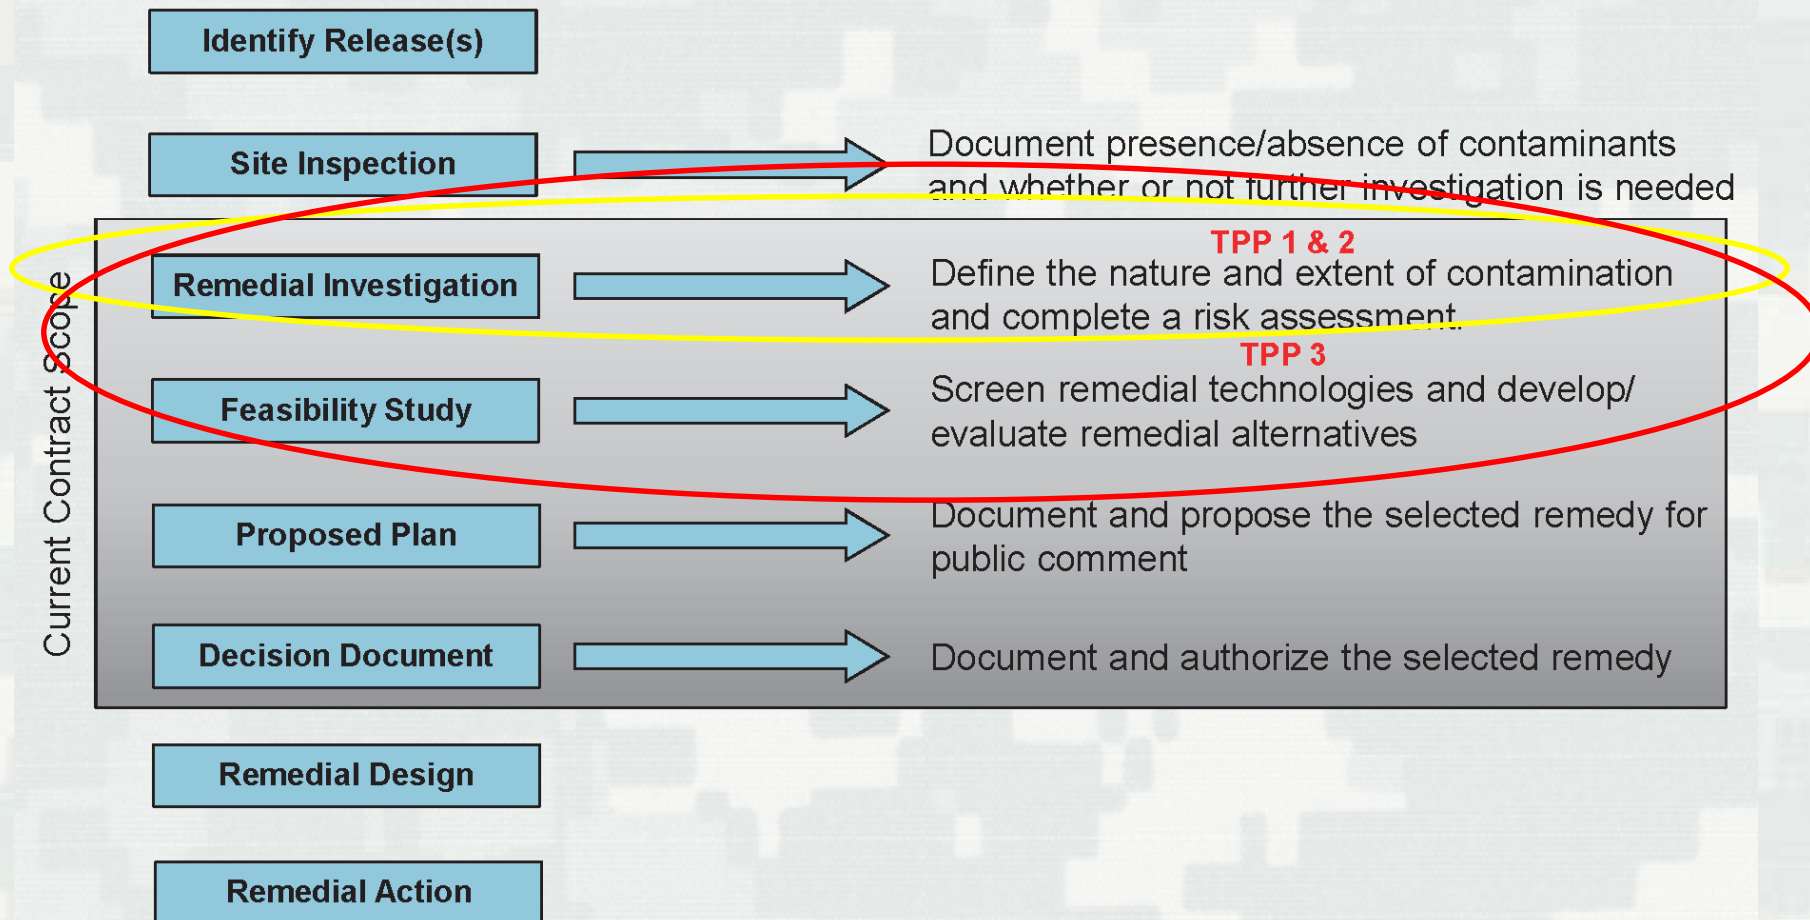 Identify Release(s)
Site Inspection
Document presence/absence of contaminants
and whether or not further investigation is needed
Current Contract Scope
TPP 1 & 2
Remedial Investigation
Define the nature and extent of contamination
and complete a risk assessment.
TPP 3
Feasibility Study
Screen remedial technologies and develop/
evaluate remedial alternatives
Proposed Plan
Document and propose the selected remedy for
public comment
Decision Document
Document and authorize the selected remedy
Remedial Design
Remedial Action